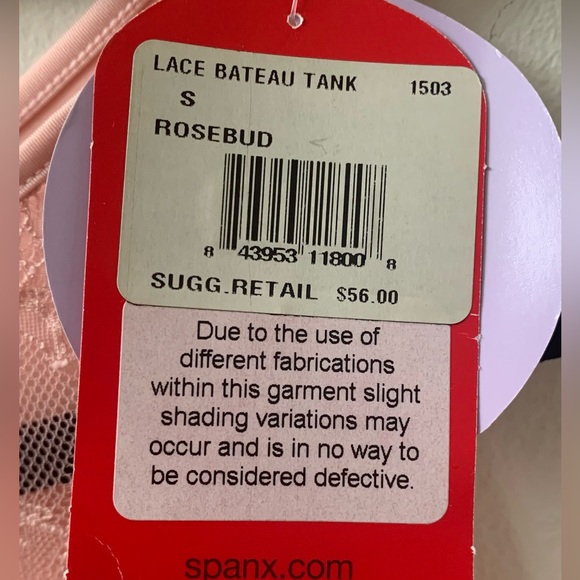 LACE BATEAU TANK 1503
S
ROSEBUD
8 43953 11800 8
SUGG.RETAIL $56.00
Due to the use of
different fabrications
within this garment slight
shading variations may
occur and is in no way to
be considered defective.
spanx.com